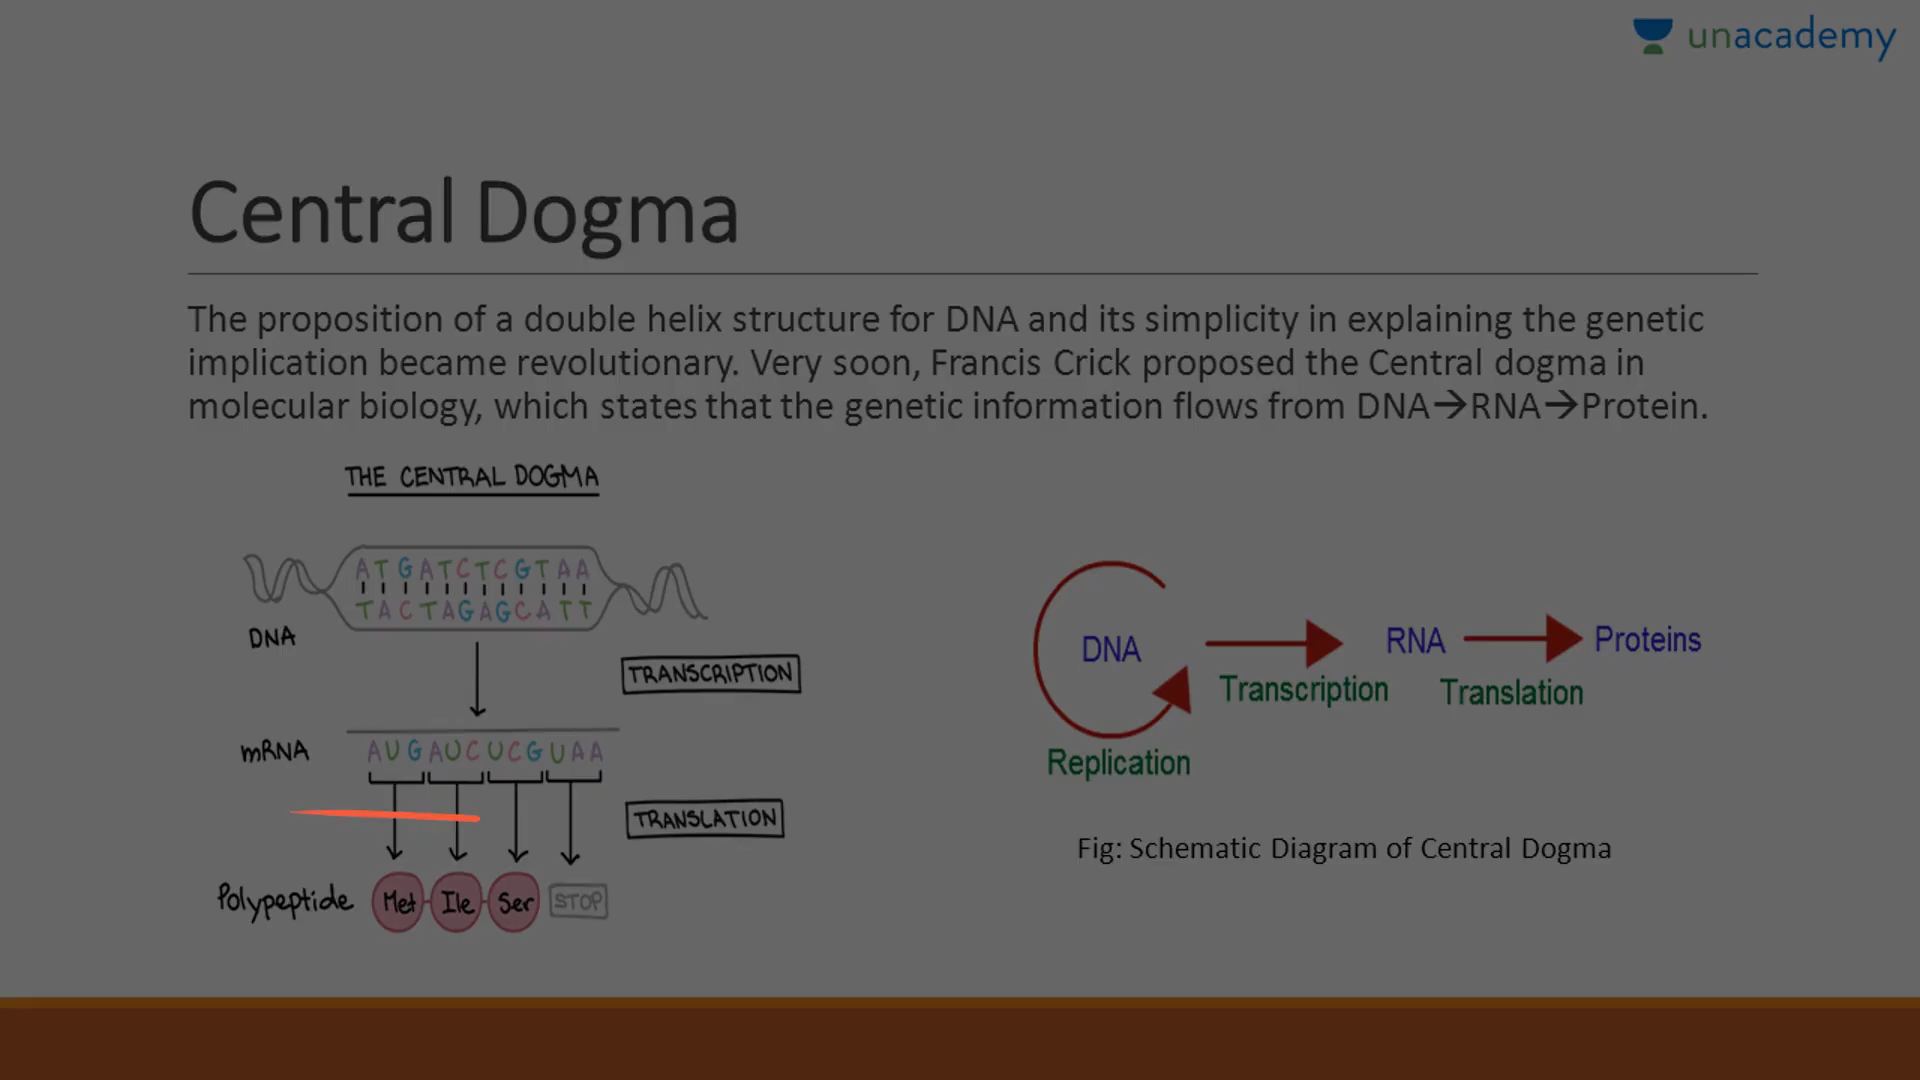 unacademy
Central Dogma
The proposition of a double helix structure for DNA and its simplicity in explaining the genetic
implication became revolutionary. Very soon, Francis Crick proposed the Central dogma in
molecular biology, which states that the genetic information flows from DNA→RNA→Protein.
THE CENTRAL DOGMA
ATGATCTCGTAA
TACTAGAGCATT
DNA
TRANSCRIPTION
mRNA
AUGAUCUCGUAA
TRANSLATION
Polypeptide Met Ile Ser STOP
DNA RNA Proteins
Transcription Translation
Replication
Fig: Schematic Diagram of Central Dogma